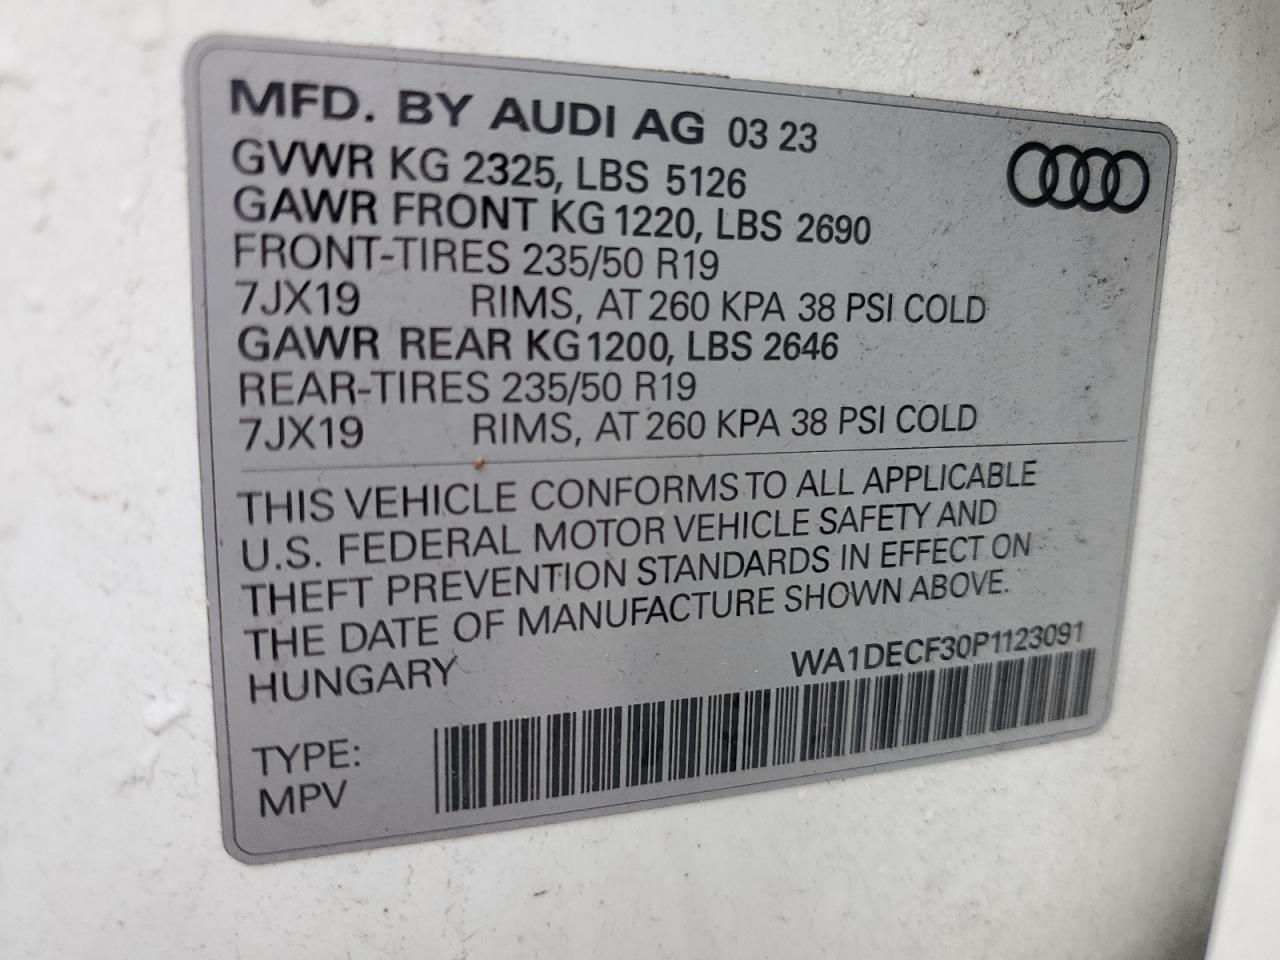 MFD. BY AUDI AG 03 23
GVWR KG 2325, LBS 5126
GAWR FRONT KG 1220, LBS 2690
FRONT-TIRES 235/50 R19
7JX19 RIMS, AT 260 KPA 38 PSI COLD
GAWR REAR KG 1200, LBS 2646
REAR-TIRES 235/50 R19
7JX19 RIMS, AT 260 KPA 38 PSI COLD
THIS VEHICLE CONFORMS TO ALL APPLICABLE
U.S. FEDERAL MOTOR VEHICLE SAFETY AND
THEFT PREVENTION STANDARDS IN EFFECT ON
THE DATE OF MANUFACTURE SHOWN ABOVE.
HUNGARY WA1DECF30P1123091
TYPE:
MPV